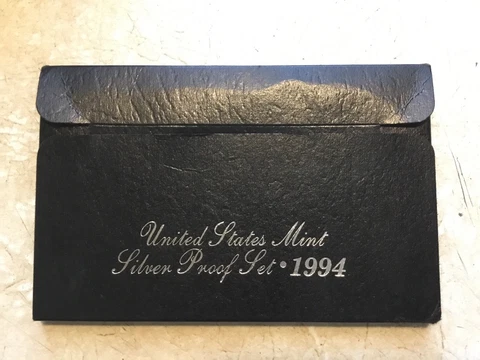 United States Mint
Silver Proof Set • 1994